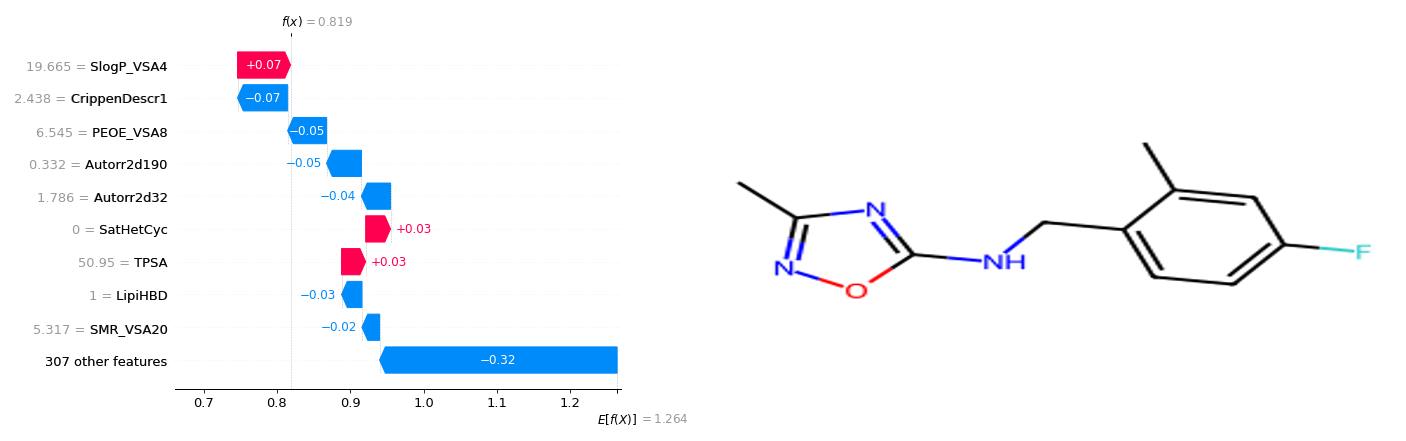 f(x) = 0.819
19.665 = SlogP_VSA4
+0.07
2.438 = CrippenDescr1
−0.07
6.545 = PEOE_VSA8
−0.05
0.332 = Autorr2d190
−0.05
1.786 = Autorr2d32
−0.04
0 = SatHetCyc
+0.03
50.95 = TPSA
+0.03
1 = LipiHBD
−0.03
5.317 = SMR_VSA20
−0.02
307 other features
−0.32
0.7 0.8 0.9 1.0 1.1 1.2
E[f(X)] = 1.264
N
N
O
NH
F